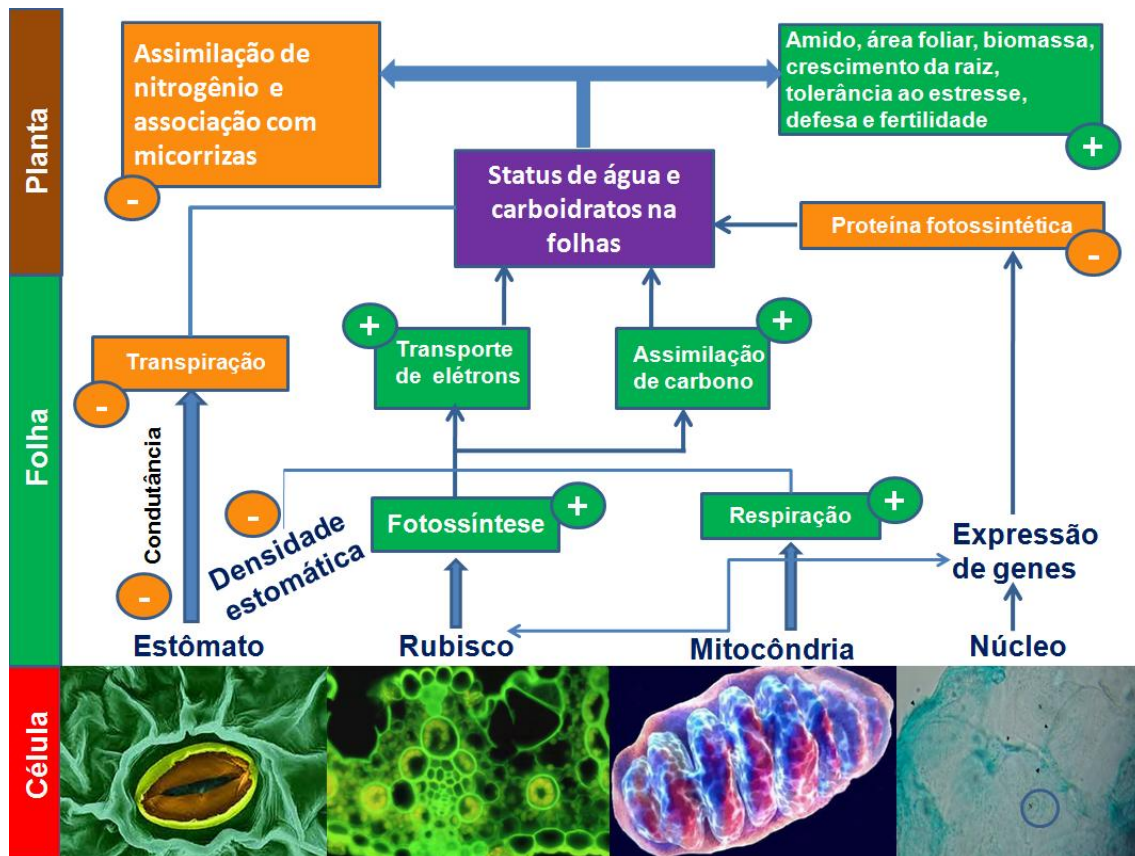 Planta
Assimilação de
nitrogênio e
associação com
micorrizas
-
Amido, área foliar, biomassa,
crescimento da raiz,
tolerância ao estresse,
defesa e fertilidade
+
Status de água e
carboidratos na
folhas
Proteína fotossintética
-
Folha
Transpiração
-
+
Transporte
de elétrons
+
Assimilação
de carbono
Condutância
-
-
Densidade
estomática
Fotossíntese
+
Respiração
+
Expressão
de genes
Estômato
Rubisco
Mitocôndria
Núcleo
Célula